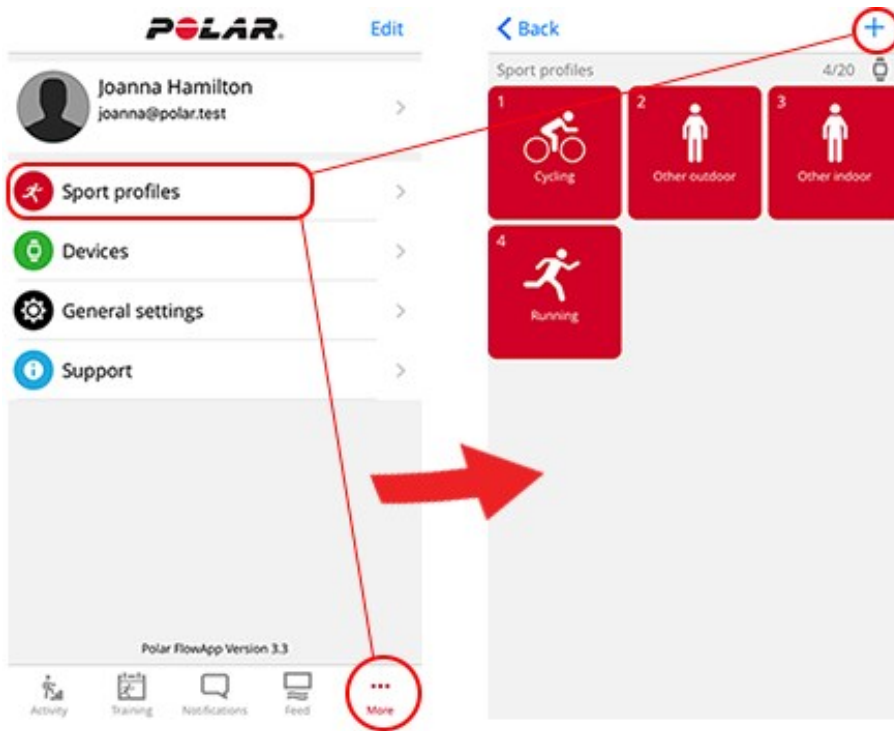 POLAR.
Edit
Joanna Hamilton
joanna@polar.test
Sport profiles
Devices
General settings
Support
Polar FlowApp Version 3.3
Activity
Training
Notifications
Feed
More
Back
+
Sport profiles
4/20
1
Cycling
2
Other outdoor
3
Other indoor
4
Running